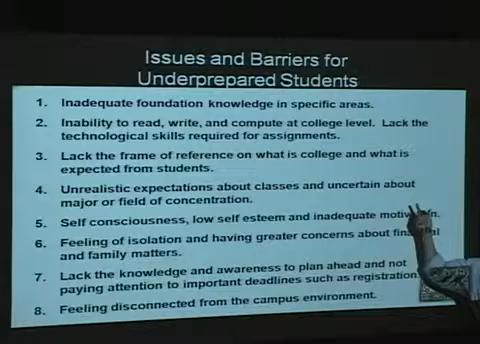 Issues and Barriers for
Underprepared Students
1. Inadequate foundation knowledge in specific areas.
2. Inability to read, write, and compute at college level. Lack the
technological skills required for assignments.
3. Lack the frame of reference on what is college and what is
expected from students.
4. Unrealistic expectations about classes and uncertain about
major or field of concentration.
5. Self consciousness, low self esteem and inadequate
6. Feeling of isolation and having greater concerns about
and family matters.
7. Lack the knowledge and awareness to plan ahead and not
paying attention to important deadlines such as registration.
8. Feeling disconnected from the campus environment.